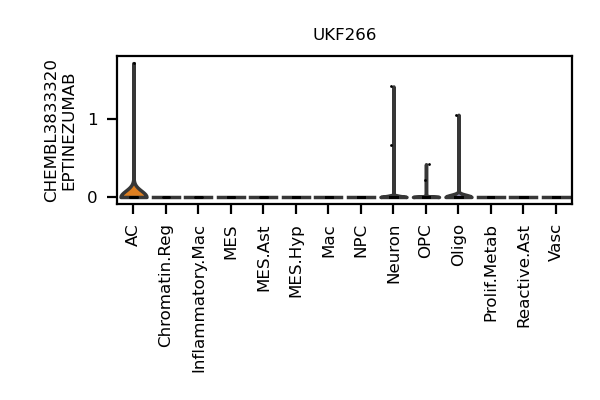 UKF266
CHEMBL3833320
EPTINEZUMAB
1
0
AC
Chromatin.Reg
Inflammatory.Mac
MES
MES.Ast
MES.Hyp
Mac
NPC
Neuron
OPC
Oligo
Prolif.Metab
Reactive.Ast
Vasc